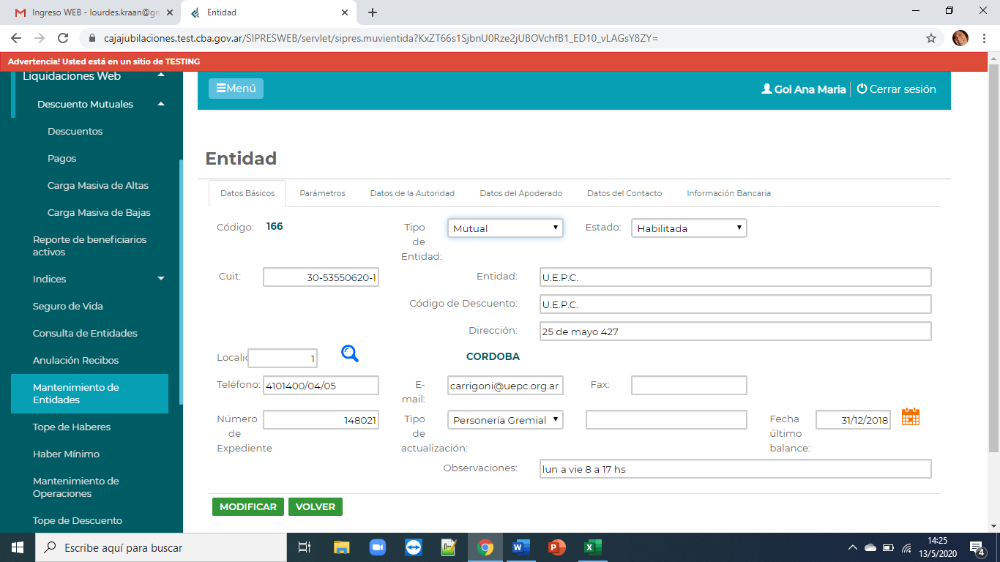 Ingreso WEB - lourdes.kraan@gm
Entidad
cajajubilaciones.test.cba.gov.ar/SIPRESWEB/servlet/sipres.muvientida?KxZT66s1SjbnU0Rze2jUBOVchfB1_ED10_vLAGsY8ZY=
Advertencia! Usted está en un sitio de TESTING
Liquidaciones Web
Descuento Mutuales
Descuentos
Pagos
Carga Masiva de Altas
Carga Masiva de Bajas
Reporte de beneficiarios
activos
Indices
Seguro de Vida
Consulta de Entidades
Anulación Recibos
Mantenimiento de
Entidades
Tope de Haberes
Haber Mínimo
Mantenimiento de
Operaciones
Tope de Descuento
Menú
Goi Ana Maria
Cerrar sesión
Entidad
Datos Básicos Parámetros Datos de la Autoridad Datos del Apoderado Datos del Contacto Información Bancaria
Código: 166
Tipo
de
Entidad:
Mutual
Estado: Habilitada
Cuit: 30-53550620-1
Entidad: U.E.P.C.
Código de Descuento: U.E.P.C.
Dirección: 25 de mayo 427
Localic 1 CORDOBA
Teléfono: 4101400/04/05
E-
mail:
carrigoni@uepc.org.ar
Fax:
Número
de
Expediente
148021
Tipo
de
actualización:
Personería Gremial
Fecha
último
balance:
31/12/2018
Observaciones: lun a vie 8 a 17 hs
MODIFICAR VOLVER
Escribe aquí para buscar
14:25
13/5/2020
4